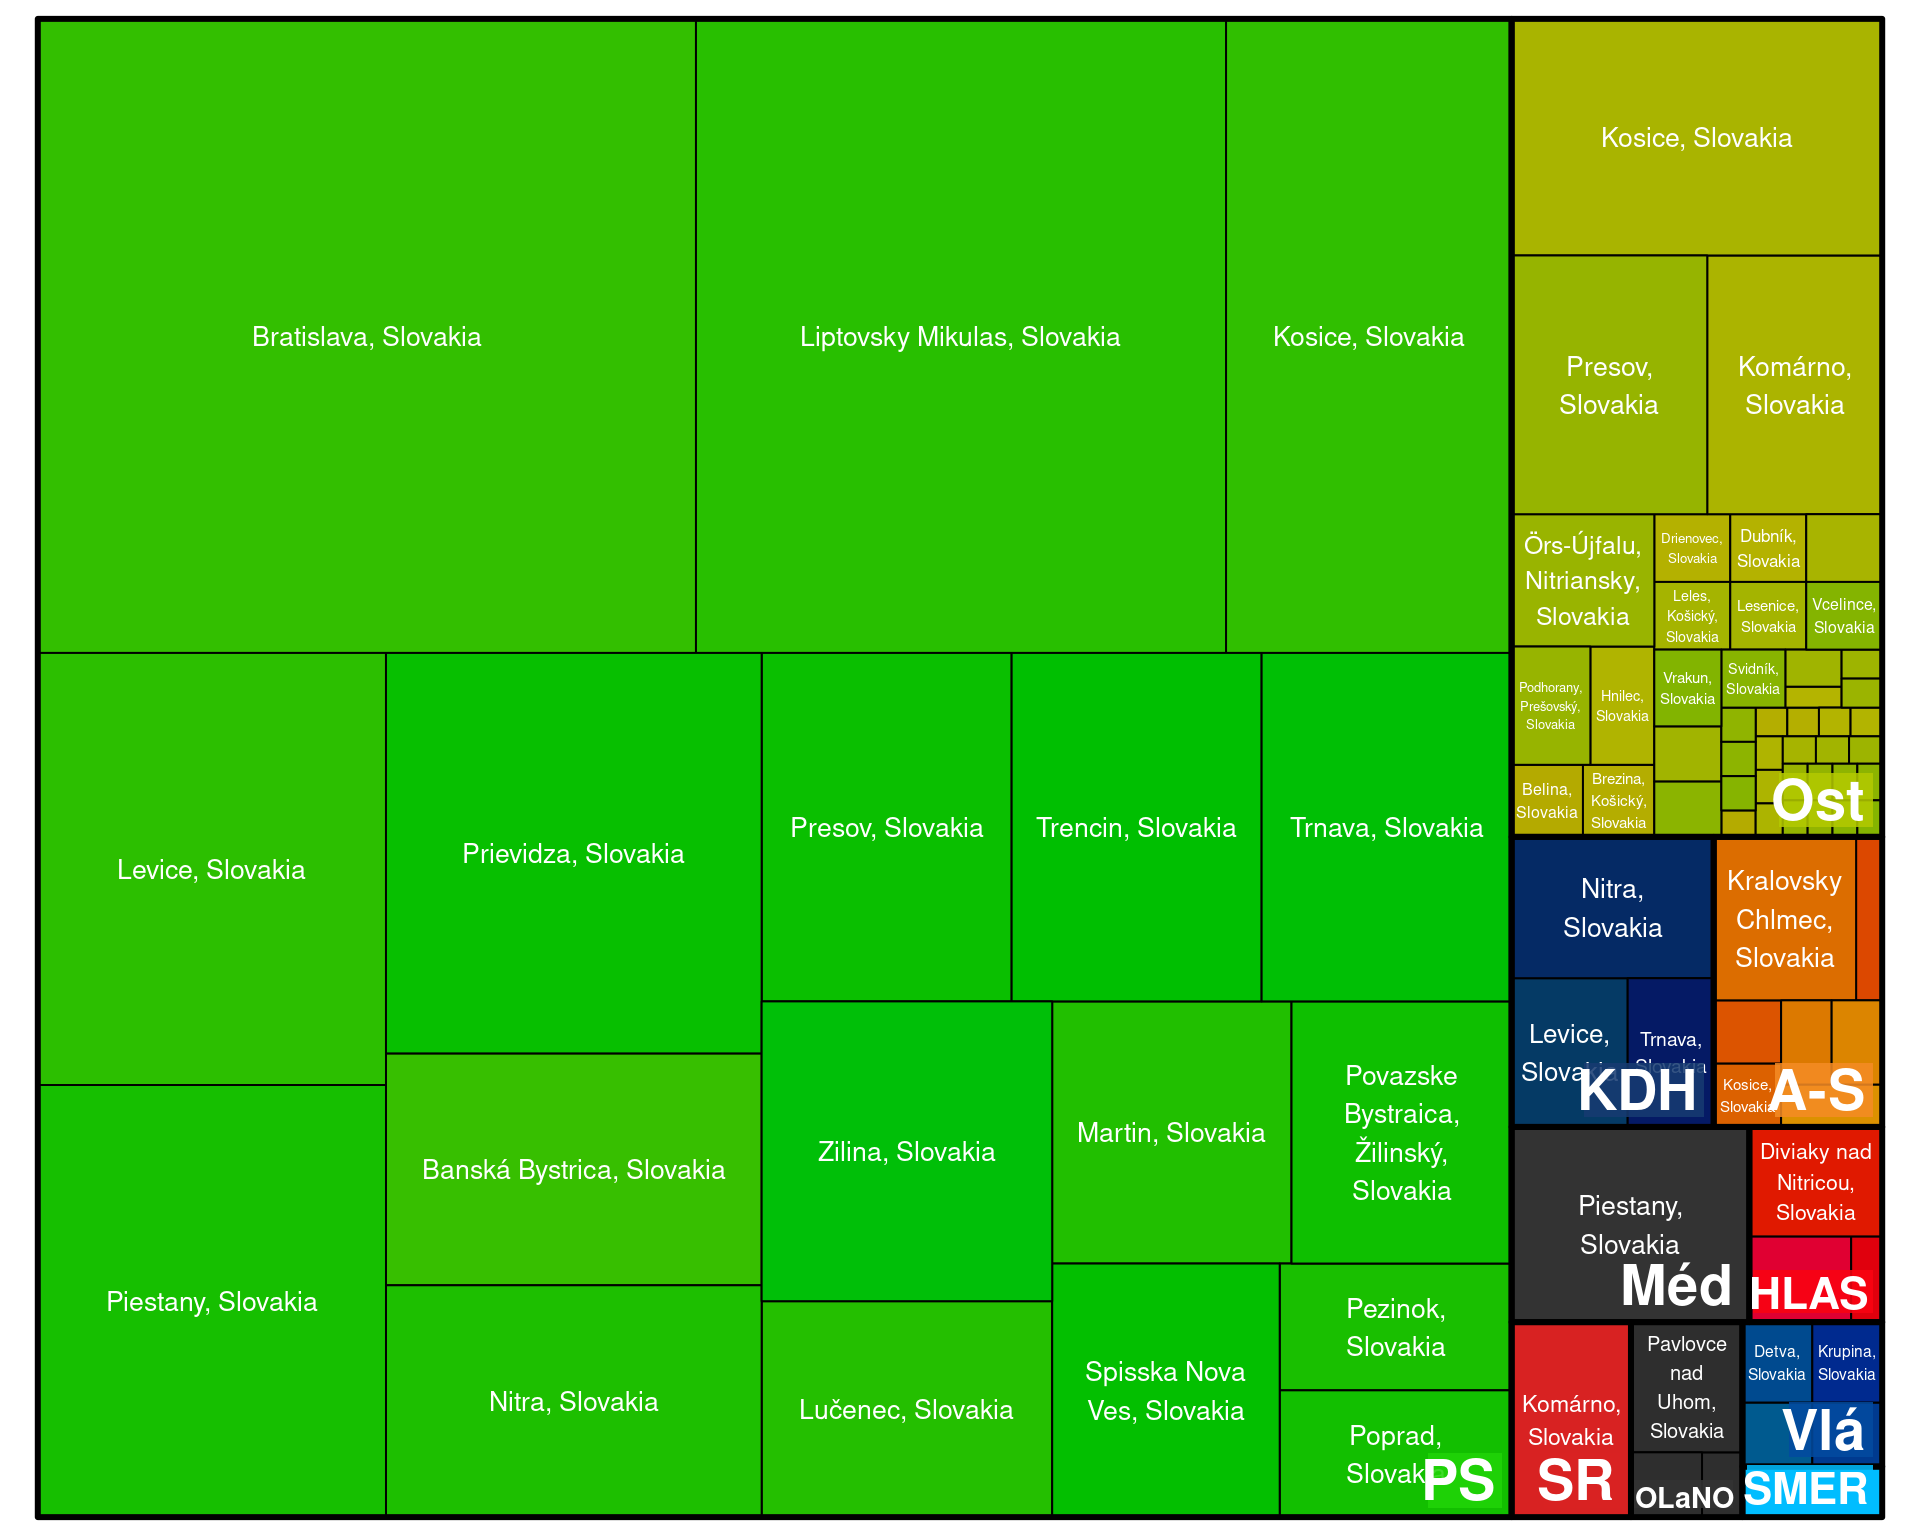 Bratislava, Slovakia
Liptovsky Mikulas, Slovakia
Kosice, Slovakia
Levice, Slovakia
Prievidza, Slovakia
Presov, Slovakia
Trencin, Slovakia
Trnava, Slovakia
Piestany, Slovakia
Banská Bystrica, Slovakia
Nitra, Slovakia
Zilina, Slovakia
Lučenec, Slovakia
Martin, Slovakia
Povazske
Bystraica,
Žilinský,
Slovakia
Spisska Nova
Ves, Slovakia
Pezinok,
Slovakia
Poprad,
Slovakia
PS
Kosice, Slovakia
Presov,
Slovakia
Komárno,
Slovakia
Örs-Újfalu,
Nitriansky,
Slovakia
Drienovec,
Slovakia
Dubník,
Slovakia
Leles,
Košický,
Slovakia
Lesenice,
Slovakia
Vcelince,
Slovakia
Podhorany,
Prešovský,
Slovakia
Hnilec,
Slovakia
Vrakun,
Slovakia
Svidník,
Slovakia
Belina,
Slovakia
Brezina,
Košický,
Slovakia
Ost
Nitra,
Slovakia
Levice,
Slovakia
Trnava,
Slovakia
KDH
Kralovsky
Chlmec,
Slovakia
Kosice,
Slovakia
A-S
Piestany,
Slovakia
Méd
Diviaky nad
Nitricou,
Slovakia
HLAS
Komárno,
Slovakia
SR
Pavlovce
nad
Uhom,
Slovakia
OLaNO
Detva,
Slovakia
Krupina,
Slovakia
Vlá
SMER